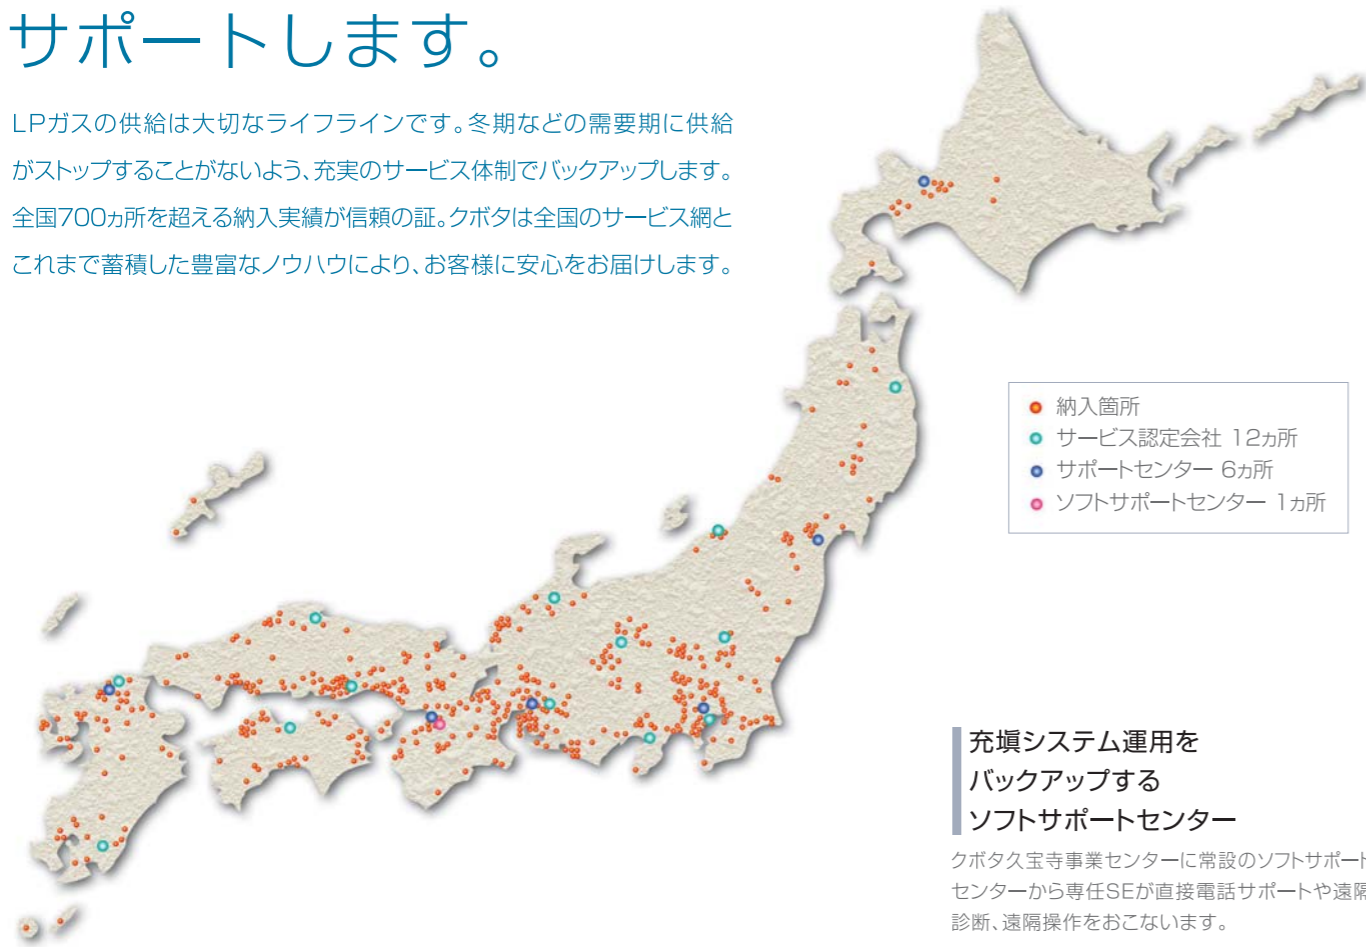 サポートします。
LPガスの供給は大切なライフラインです。冬期などの需要期に供給
がストップすることがないよう、充実のサービス体制でバックアップします。
全国700ヵ所を超える納入実績が信頼の証。クボタは全国のサービス網と
これまで蓄積した豊富なノウハウにより、お客様に安心をお届けします。
納入箇所
サービス認定会社 12ヵ所
サポートセンター 6ヵ所
ソフトサポートセンター 1ヵ所
充塡システム運用を
バックアップする
ソフトサポートセンター
クボタ久宝寺事業センターに常設のソフトサポート
センターから専任SEが直接電話サポートや遠隔
診断、遠隔操作をおこないます。